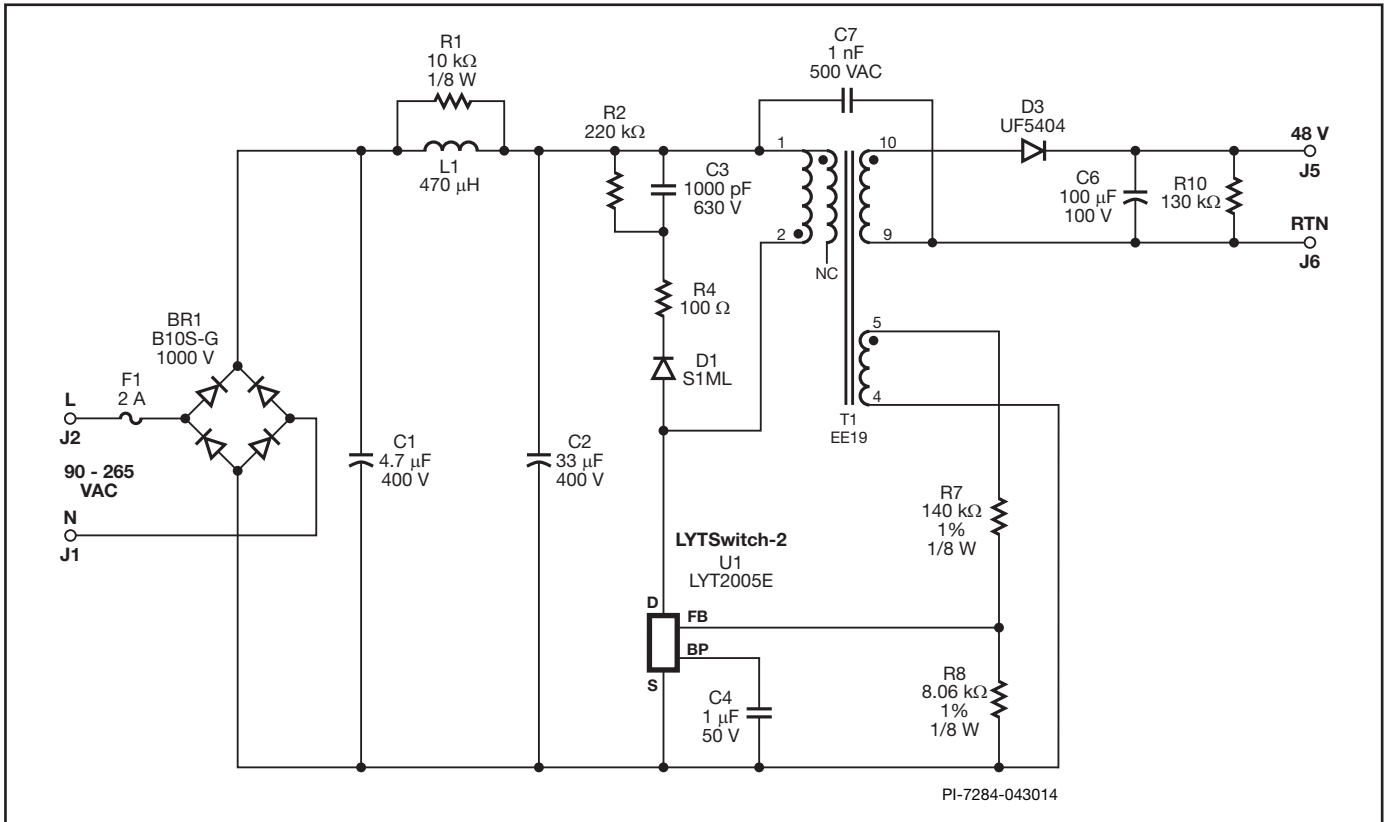 R1
10 kΩ
1/8 W
L1
470 μH
R2
220 kΩ
C3
1000 pF
630 V
C7
1 nF
500 VAC
1
2
NC
10
9
D3
UF5404
C6
100 μF
100 V
R10
130 kΩ
48 V
J5
RTN
J6
R4
100 Ω
D1
S1ML
5
4
T1
EE19
BR1
B10S-G
1000 V
F1
2 A
L
J2
90 - 265
VAC
N
J1
C1
4.7 μF
400 V
C2
33 μF
400 V
LYTSwitch-2
U1
LYT2005E
D
FB
BP
S
C4
1 μF
50 V
R7
140 kΩ
1%
1/8 W
R8
8.06 kΩ
1%
1/8 W
PI-7284-043014